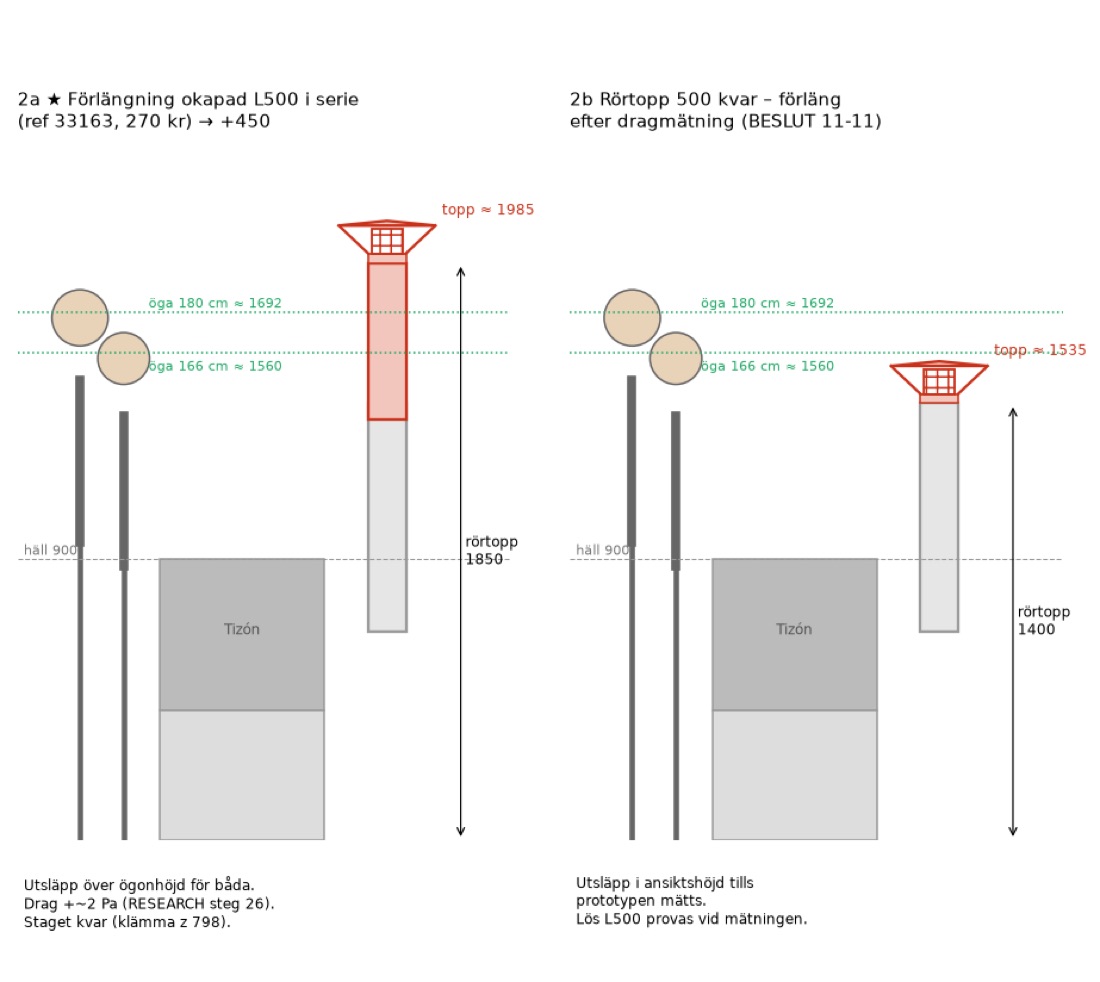 2a ★ Förlängning okapad L500 i serie
(ref 33163, 270 kr) → +450
topp ≈ 1985
öga 180 cm ≈ 1692
öga 166 cm ≈ 1560
häll 900
rörtopp
1850
Tizón
Utsläpp över ögonhöjd för båda.
Drag +~2 Pa (RESEARCH steg 26).
Staget kvar (klämma z 798).
2b Rörtopp 500 kvar – förläng
efter dragmätning (BESLUT 11-11)
öga 180 cm ≈ 1692
topp ≈ 1535
öga 166 cm ≈ 1560
häll 900
rörtopp
1400
Tizón
Utsläpp i ansiktshöjd tills
prototypen mätts.
Lös L500 provas vid mätningen.